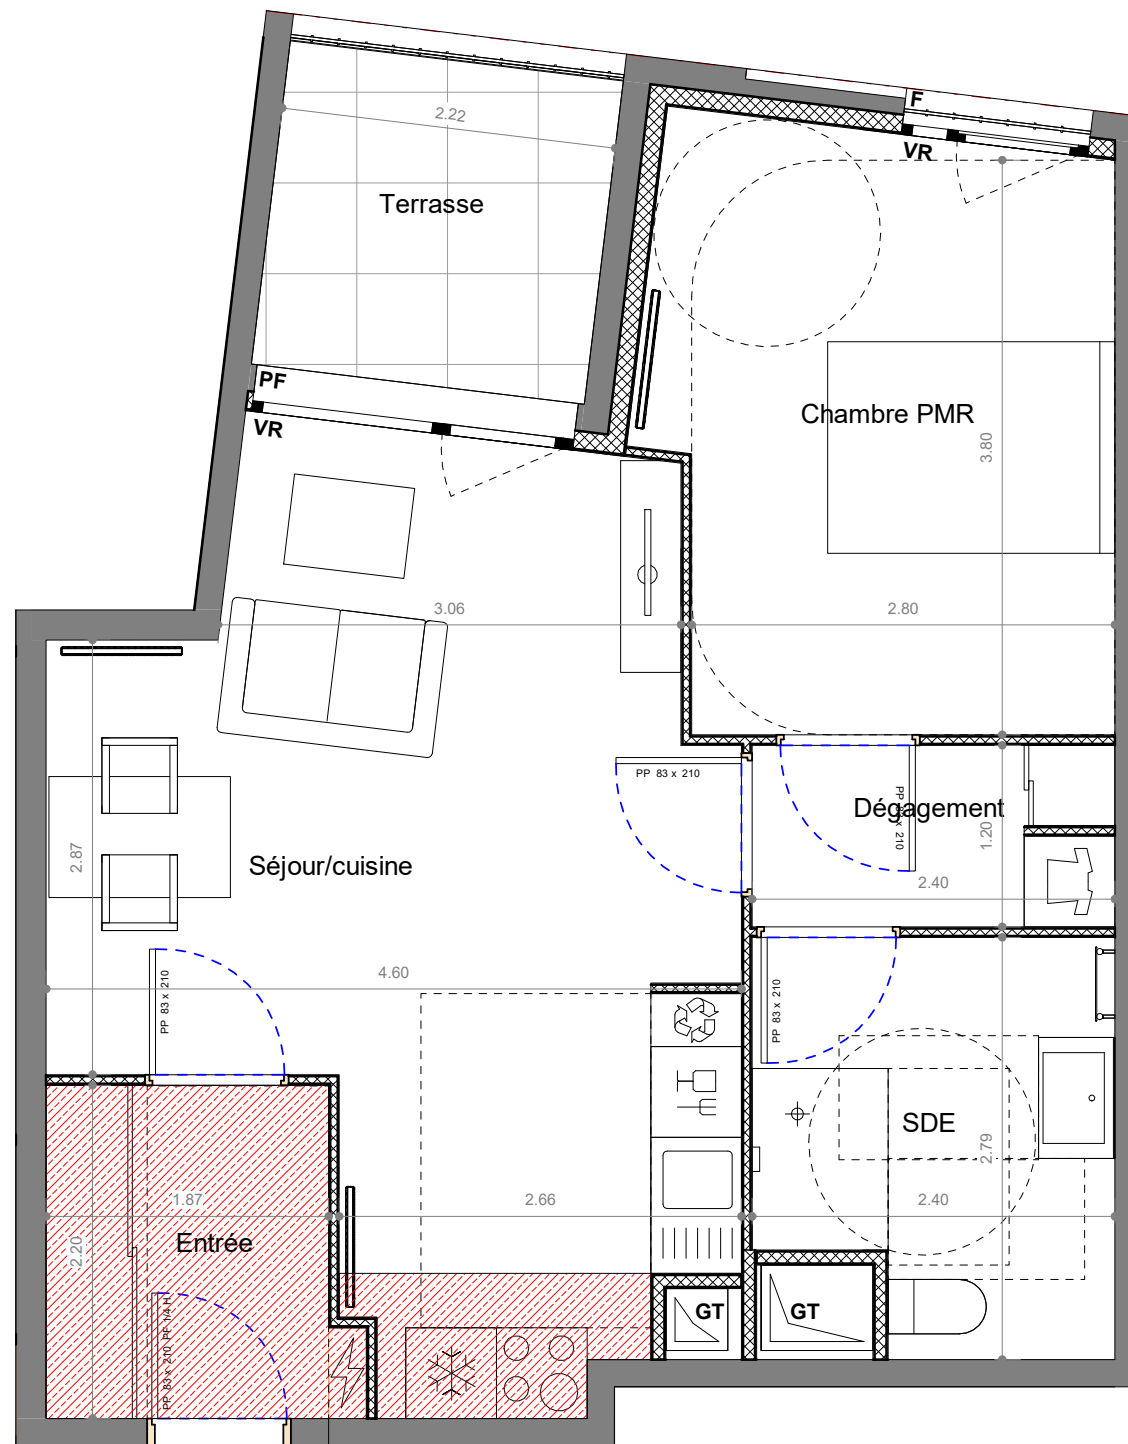 F
VR
2.22
Terrasse
PF
VR
Chambre PMR
3.80
3.06
2.80
PP 83 x 210
PP 83 x 210
Dégagement
1.20
2.87
Séjour/cuisine
2.40
4.60
PP 83 x 210
PP 83 x 210
SDE
2.79
1.87
2.66
2.40
Entrée
2.20
PP 83 x 210 PF 1/4 H
GT
GT